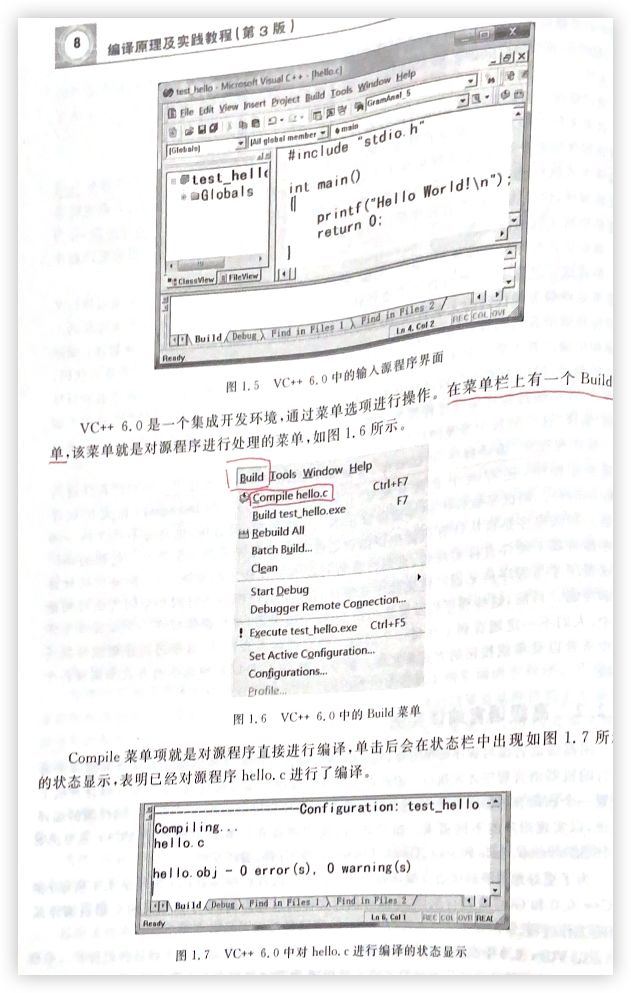 8 编译原理及实践教程(第3版)
test_hello - Microsoft Visual C++ - [hello.c]
File Edit View Insert Project Build Tools Window Help
GramAnal_5
(Globals) [All global member main
#include "stdio.h"
test_hell
Globals
int main()
{
printf("Hello World!\n");
return 0;
}
ClassView FileView
Build Debug Find in Files 1 Find in Files 2
Ready Ln 4, Col 2 REC COL OVR
图 1.5 VC++ 6.0 中的输入源程序界面
VC++ 6.0 是一个集成开发环境,通过菜单选项进行操作。在菜单栏上有一个 Build
单,该菜单就是对源程序进行处理的菜单,如图 1.6 所示。
Build Tools Window Help
Compile hello.c Ctrl+F7
Build test_hello.exe F7
Rebuild All
Batch Build...
Clean
Start Debug
Debugger Remote Connection...
! Execute test_hello.exe Ctrl+F5
Set Active Configuration...
Configurations...
Profile...
图 1.6 VC++ 6.0 中的 Build 菜单
Compile 菜单项就是对源程序直接进行编译,单击后会在状态栏中出现如图 1.7 所
的状态显示,表明已经对源程序 hello.c 进行了编译。
--------------------Configuration: test_hello -
Compiling...
hello.c
hello.obj - 0 error(s), 0 warning(s)
Build Debug Find in Files 1 Find in Files 2
Ready Ln 6, Col 1 REC COL OVR READ
图 1.7 VC++ 6.0 中对 hello.c 进行编译的状态显示